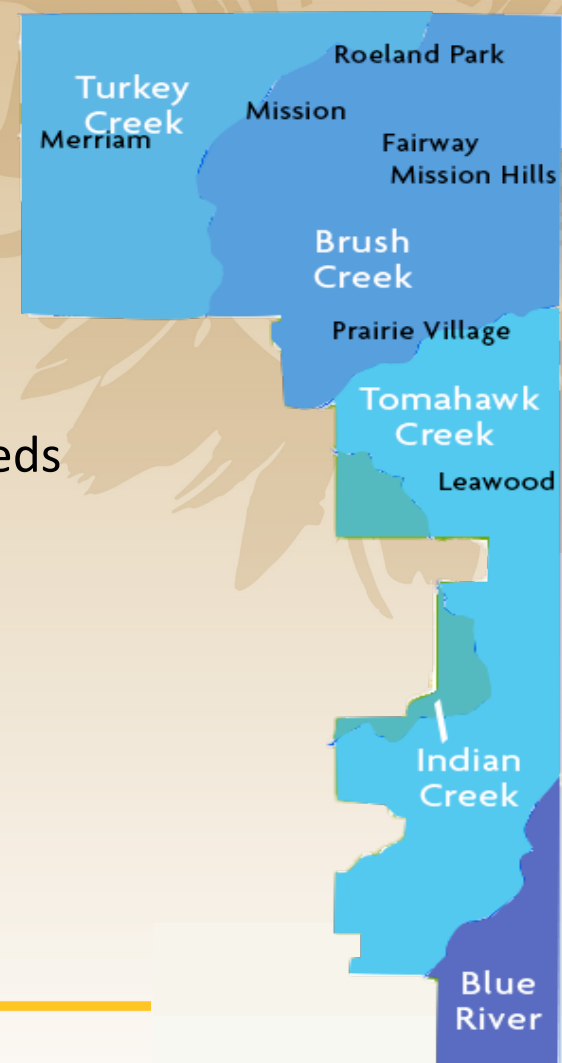 Roeland Park
Turkey
Creek
Mission
Merriam
Fairway
Mission Hills
Brush
Creek
Prairie Village
Tomahawk
Creek
eds
Leawood
Indian
Creek
Blue
River